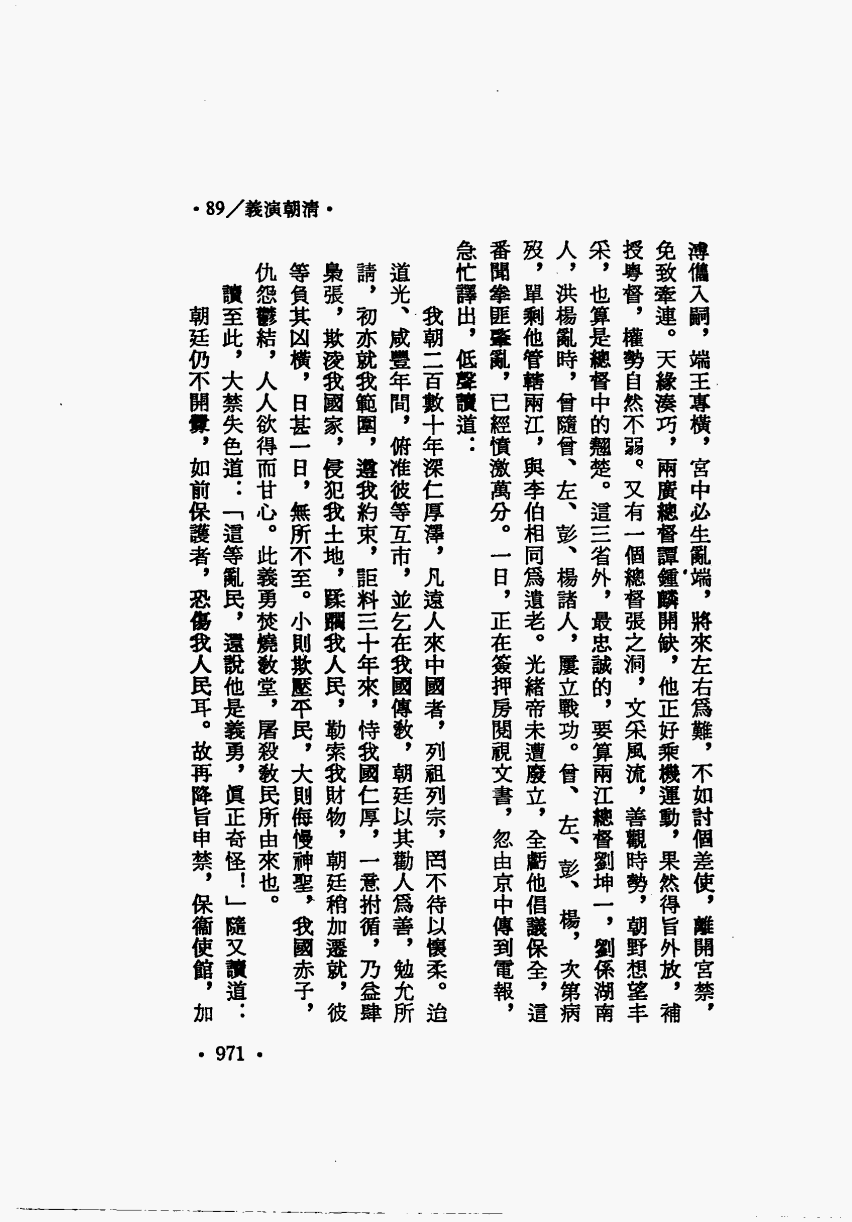 ·89／義演朝清·
溥儁入嗣，端王專橫，宮中必生亂端，將來左右爲難，不如討個差使，離開宮禁，
免致牽連。天緣湊巧，兩廣總督譚鍾麟開缺，他正好乘機運動，果然得旨外放，補
授粵督，權勢自然不弱。又有一個總督張之洞，文采風流，善觀時勢，朝野想望丰
采，也算是總督中的翹楚。這三省外，最忠誠的，要算兩江總督劉坤一，劉係湖南
人，洪楊亂時，曾隨曾、左、彭、楊諸人，屢立戰功。曾、左、彭、楊，次第病
歿，單剩他管轄兩江，與李伯相同爲遺老。光緒帝未遭廢立，全虧他倡議保全，這
番聞拳匪肇亂，已經憤激萬分。一日，正在簽押房閱視文書，忽由京中傳到電報，
急忙譯出，低聲讀道：
我朝二百數十年深仁厚澤，凡遠人來中國者，列祖列宗，罔不待以懷柔。治
道光、咸豐年間，俯准彼等互市，並乞在我國傳教，朝廷以其勸人爲善，勉允所
請，初亦就我範圍，遵我約束，詎料三十年來，恃我國仁厚，一意拊循，乃益肆
梟張，欺淩我國家，侵犯我土地，蹂躪我人民，勒索我財物，朝廷稍加遷就，彼
等負其凶橫，日甚一日，無所不至。小則欺壓平民，大則侮慢神聖，我國赤子，
仇怨鬱結，人人欲得而甘心。此義勇焚燒教堂，屠殺教民所由來也。
讀至此，大禁失色道：「這等亂民，還說他是義勇，眞正奇怪！」隨又讀道：
朝廷仍不開釁，如前保護者，恐傷我人民耳。故再降旨申禁，保衞使館，加
·971·